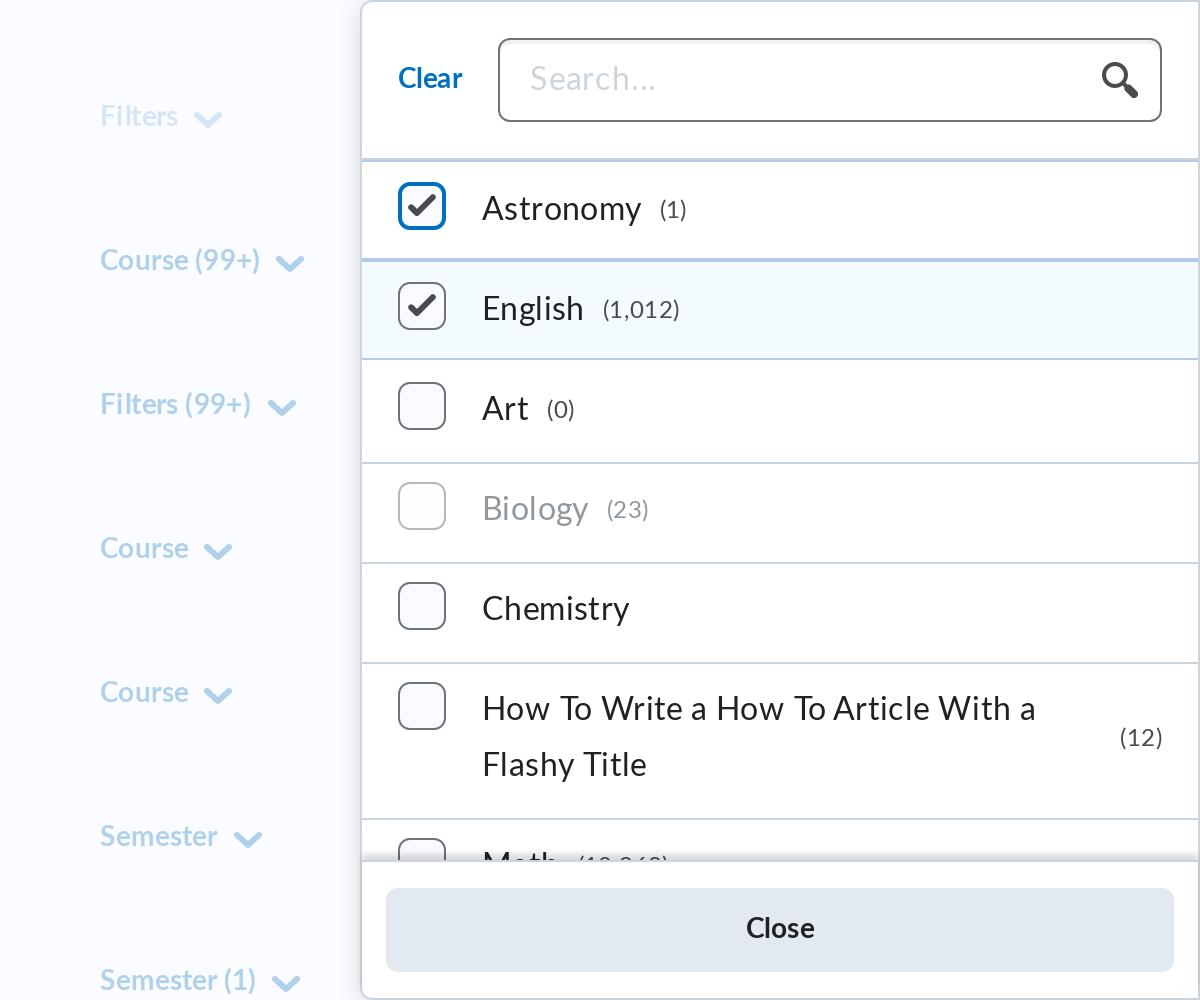 Filters
Course (99+)
Filters (99+)
Course
Course
Semester
Semester (1)
Clear
Search...
Astronomy (1)
English (1,012)
Art (0)
Biology (23)
Chemistry
How To Write a How To Article With a
Flashy Title
(12)
Math
Close